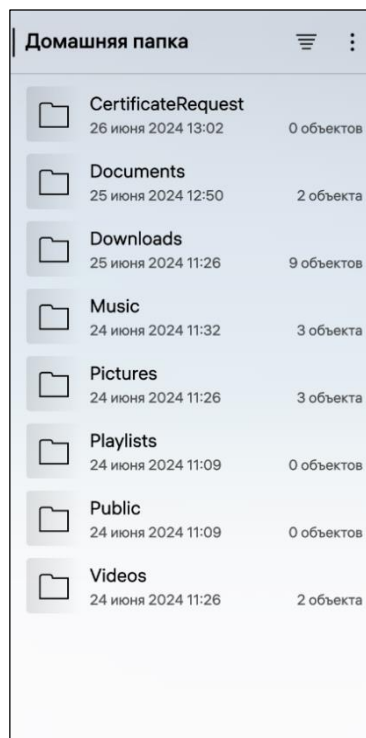 Домашняя папка
CertificateRequest
26 июня 2024 13:02 0 объектов
Documents
25 июня 2024 12:50 2 объекта
Downloads
25 июня 2024 11:26 9 объектов
Music
24 июня 2024 11:32 3 объекта
Pictures
24 июня 2024 11:26 3 объекта
Playlists
24 июня 2024 11:09 0 объектов
Public
24 июня 2024 11:09 0 объектов
Videos
24 июня 2024 11:26 2 объекта